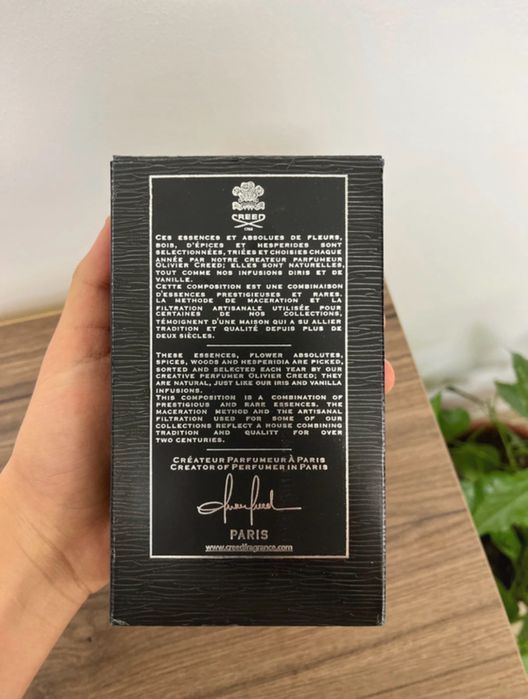 CREED
1760
CES ESSENCES ET ABSOLUES DE FLEURS,
BOIS, D'ÉPICES ET HESPERIDES SONT
SELECTIONNÉES, TRIÉES ET CHOISIES CHAQUE
ANNÉE PAR NOTRE CREATEUR PARFUMEUR
OLIVIER CREED; ELLES SONT NATURELLES,
TOUT COMME NOS INFUSIONS DIRIS ET DE
VANILLE.
CETTE COMPOSITION EST UNE COMBINAISON
D'ESSENCES PRESTIGIEUSES ET RARES.
LA METHODE DE MACERATION ET LA
FILTRATION ARTISANALE UTILISÉE POUR
CERTAINES DE NOS COLLECTIONS,
TÉMOIGNENT D'UNE MAISON QUI A SU ALLIER
TRADITION ET QUALITÉ DEPUIS PLUS DE
DEUX SIÈCLES.
THESE ESSENCES, FLOWER ABSOLUTES,
SPICES, WOODS AND HESPERIDIA ARE PICKED,
SORTED AND SELECTED EACH YEAR BY OUR
CREATIVE PERFUMER OLIVIER CREED; THEY
ARE NATURAL, JUST LIKE OUR IRIS AND VANILLA
INFUSIONS.
THIS COMPOSITION IS A COMBINATION OF
PRESTIGIOUS AND RARE ESSENCES. THE
MACERATION METHOD AND THE ARTISANAL
FILTRATION USED FOR SOME OF OUR
COLLECTIONS REFLECT A HOUSE COMBINING
TRADITION AND QUALITY FOR OVER
TWO CENTURIES.
CRÉATEUR PARFUMEUR À PARIS
CREATOR OF PERFUMER IN PARIS
PARIS
www.creedfragrance.com